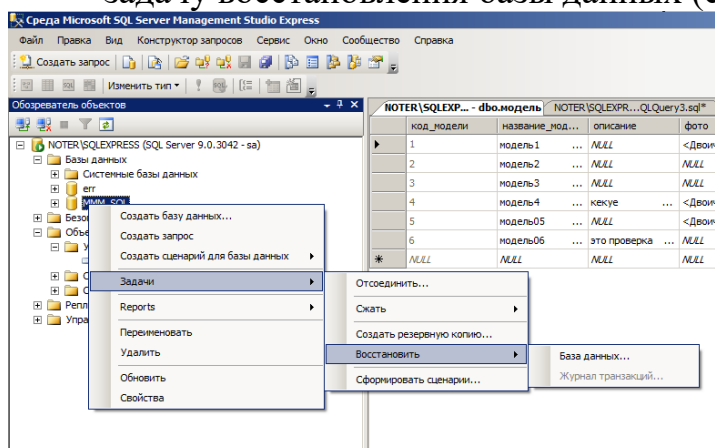 задачу восстановления базы данных (
Среда Microsoft SQL Server Management Studio Express
Файл Правка Вид Конструктор запросов Сервис Окно Сообщество Справка
Создать запрос
Изменить тип
Обозреватель объектов
NOTER\SQLEXP... - dbo.модель NOTER\SQLEXPR...QLQuery3.sql*
код_модели название_мод... описание фото
NOTER\SQLEXPRESS (SQL Server 9.0.3042 - sa)
Базы данных
Системные базы данных
err
MMM_SQL
1 модель1 ... NULL <Двоич
2 модель2 ... NULL NULL
3 модель3 ... NULL NULL
4 модель4 ... кекуе ... <Двоич
5 модель05 ... NULL <Двоич
6 модель06 ... это проверка ... NULL
NULL NULL NULL NULL
Безо
Объе
У
С
С
Репл
Упра
Создать базу данных...
Создать запрос
Создать сценарий для базы данных
Задачи
Reports
Переименовать
Удалить
Обновить
Свойства
Отсоединить...
Сжать
Создать резервную копию...
Восстановить
Сформировать сценарии...
База данных...
Журнал транзакций...